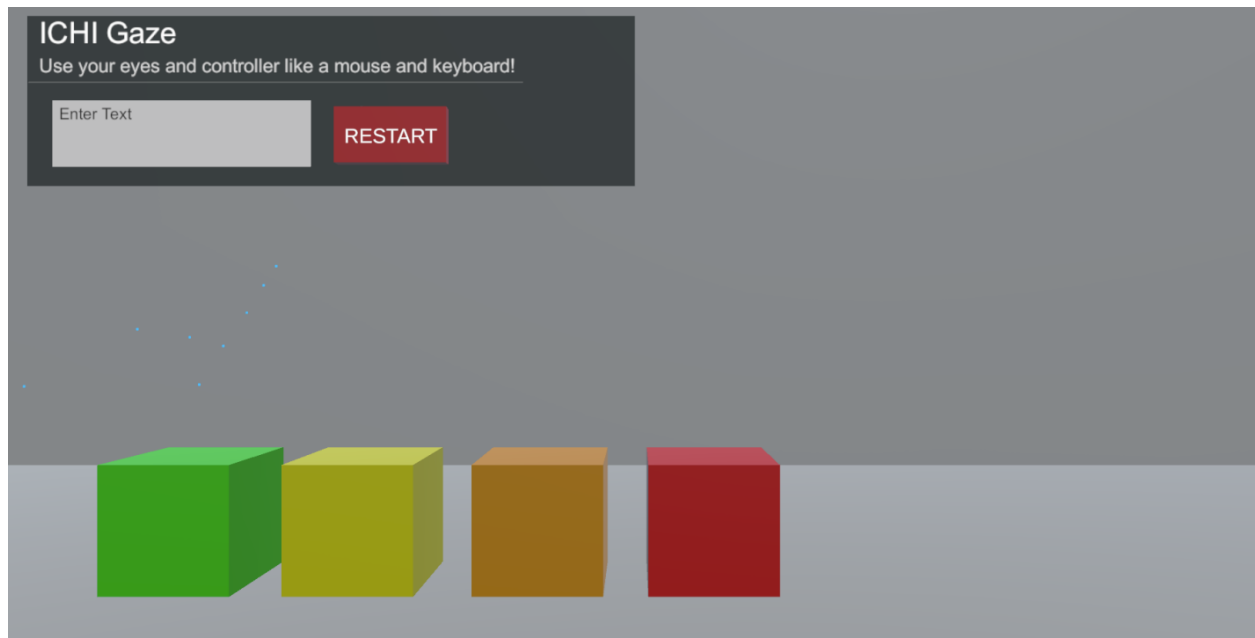 ICHI Gaze
Use your eyes and controller like a mouse and keyboard!
Enter Text
RESTART